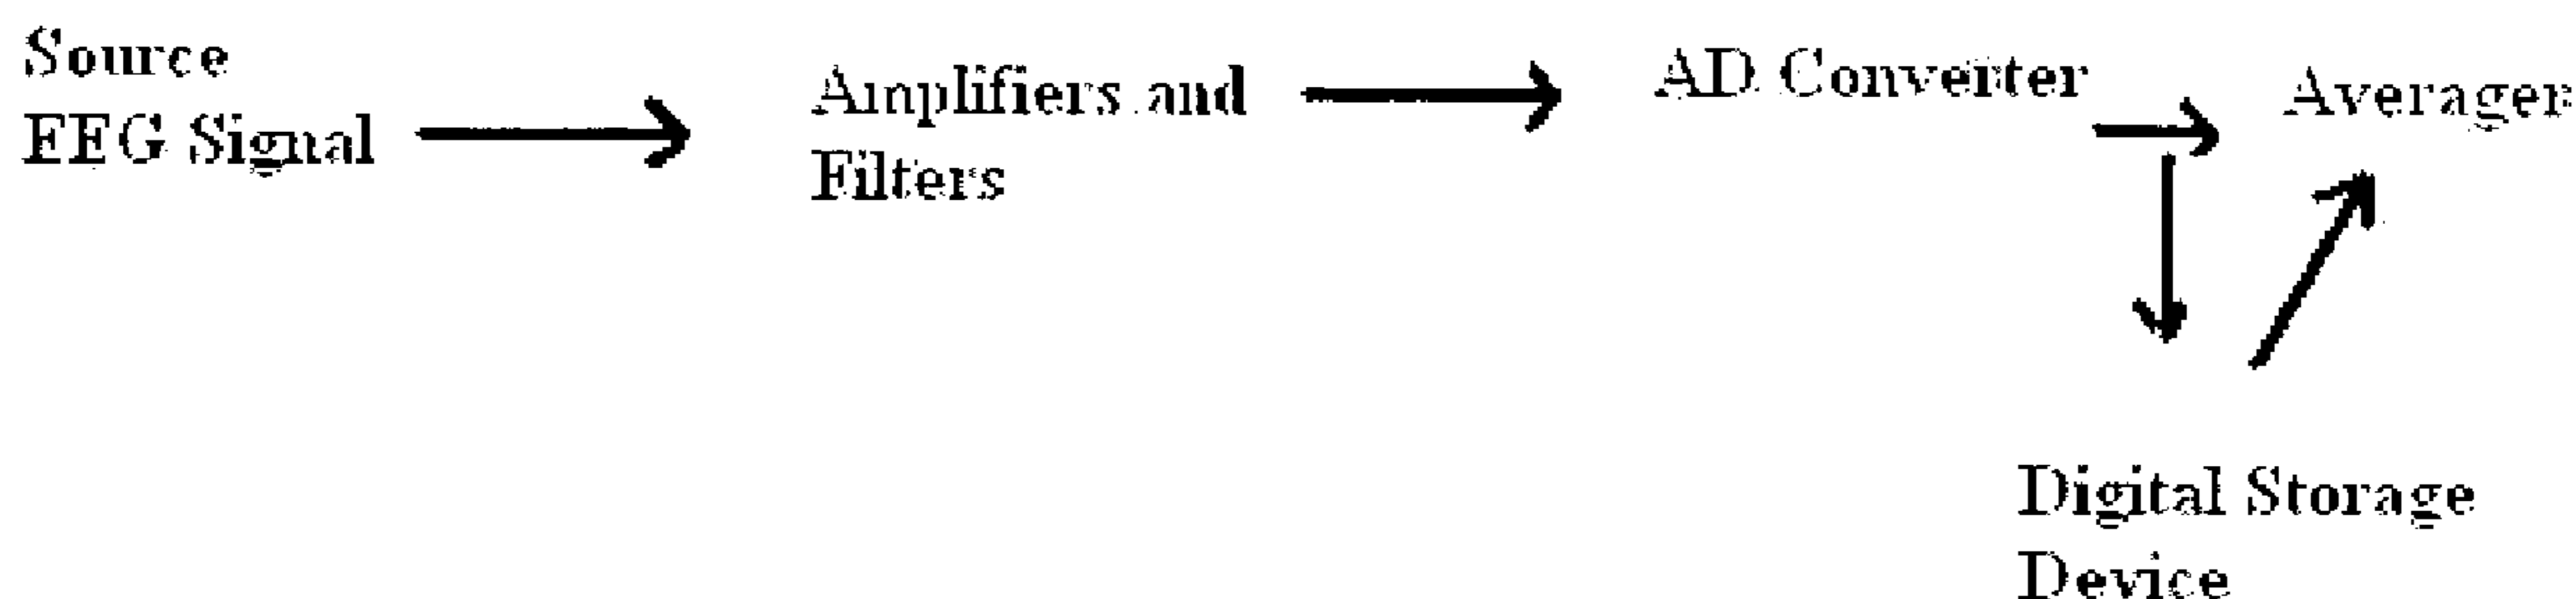 Source
EEG Signal
Amplifiers and
Filters
AD Converter
Averager
Digital Storage
Device